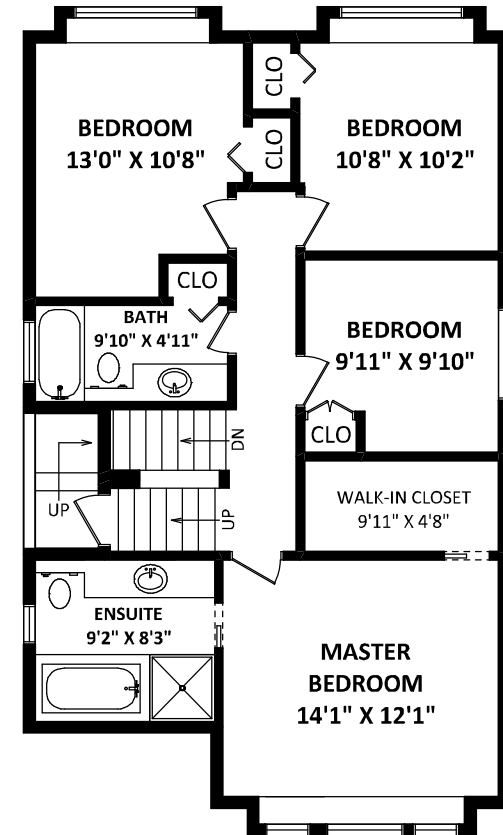 CLO
BEDROOM
13'0" X 10'8"
CLO
BEDROOM
10'8" X 10'2"
CLO
BATH
9'10" X 4'11"
BEDROOM
9'11" X 9'10"
CLO
DN
UP
UP
WALK-IN CLOSET
9'11" X 4'8"
ENSUITE
9'2" X 8'3"
MASTER
BEDROOM
14'1" X 12'1"